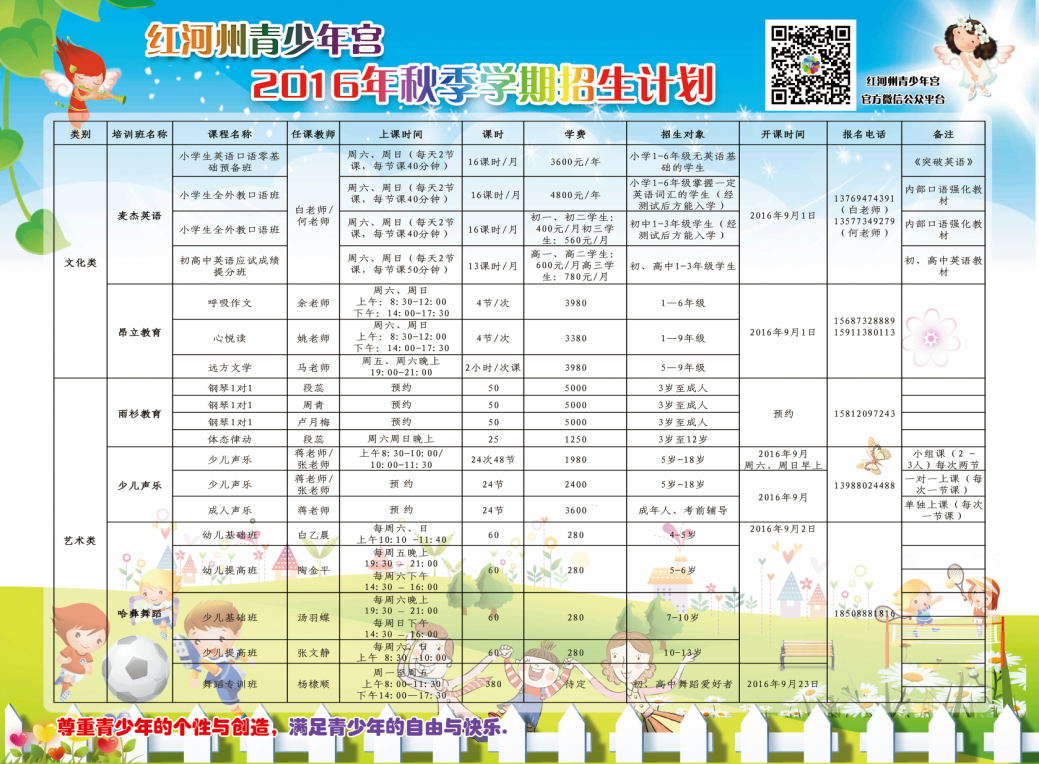 红河州青少年宫
2016年秋季学期招生计划
红河州青少年宫
官方微信公众平台
类别 培训班名称 课程名称 任课教师 上课时间 课时 学费 招生对象 开课时间 报名电话 备注
文化类
麦杰英语
小学生英语口语零基
础预备班
白老师/
何老师
周六、周日（每天2节
课，每节课40分钟）
16课时/月
3600元/年
小学1-6年级无英语基
础的学生
2016年9月1日
13769474391
（白老师）
13577349279
（何老师）
《突破英语》
小学生全外教口语班
周六、周日（每天2节
课，每节课40分钟）
16课时/月
4800元/年
小学1-6年级掌握一定
英语词汇的学生（经
测试后方能入学）
内部口语强化教
材
小学生全外教口语班
周六、周日（每天2节
课，每节课40分钟）
16课时/月
初一、初二学生：
400元/月初三学
生：560元/月
初中1-3年级学生（经
测试后方能入学）
内部口语强化教
材
初高中英语应试成绩
提分班
周六、周日（每天2节
课，每节课50分钟）
13课时/月
高一、高二学生：
600元/月高三学
生：780元/月
初、高中1-3年级学生
初、高中英语教
材
昂立教育
呼吸作文
余老师
周六、周日
上午：8:30-12:00
下午：14:00-17:30
4节/次
3980
1—6年级
2016年9月1日
15687328889
15911380113
心悦读
姚老师
周六、周日
上午：8:30-12:00
下午：14:00-17:30
4节/次
3380
1—9年级
远方文学
马老师
周五、周六晚上
19:00-21:00
2小时/次课
3980
5—9年级
艺术类
雨杉教育
钢琴1对1 段蕊 预约 50 5000 3岁至成人
预约
15812097243
钢琴1对1 周青 预约 50 5000 3岁至成人
钢琴1对1 卢月梅 预约 50 5000 3岁至成人
体态律动 段蕊 周六周日晚上 25 1250 3岁至12岁
少儿声乐
少儿声乐
蒋老师/
张老师
上午8:30-10:00/
10:00-11:30
24次48节
1980
5岁-18岁
2016年9月
周六、周日早上
13988024488
小组课（2-
3人）每次两节
少儿声乐
蒋老师/
张老师
预 约
24节
2400
5岁-18岁
2016年9月
一对一上课（每
次一节课）
成人声乐
蒋老师
预 约
24节
3600
成年人、考前辅导
单独上课（每次
一节课）
哈彝舞蹈
幼儿基础班
白乙晨
每周六、日
上午10:10 -11:40
60
280
4-5岁
2016年9月2日
18508881816
幼儿提高班
陶金平
每周五晚上
19:30 - 21:00
每周六下午
14:30 - 16:00
60
280
5-6岁
少儿基础班
汤羽蝶
每周六晚上
19:30 - 21:00
每周日下午
14:30 - 16:00
60
280
7-10岁
少儿提高班
张文静
每周六、日
上午 8:30 -10:00
60
280
10-13岁
舞蹈专训班
杨棣顺
周一至周五
上午8:00-11:30
下午14:00—17:30
380
待定
初、高中舞蹈爱好者
2016年9月23日
尊重青少年的个性与创造，满足青少年的自由与快乐.